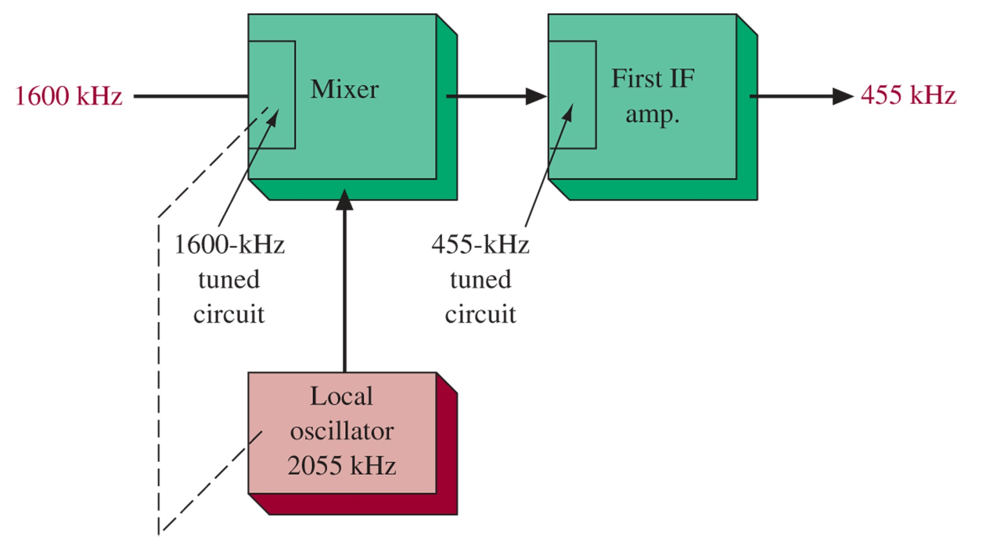 1600 kHz
Mixer
First IF
amp.
455 kHz
1600-kHz
tuned
circuit
455-kHz
tuned
circuit
Local
oscillator
2055 kHz